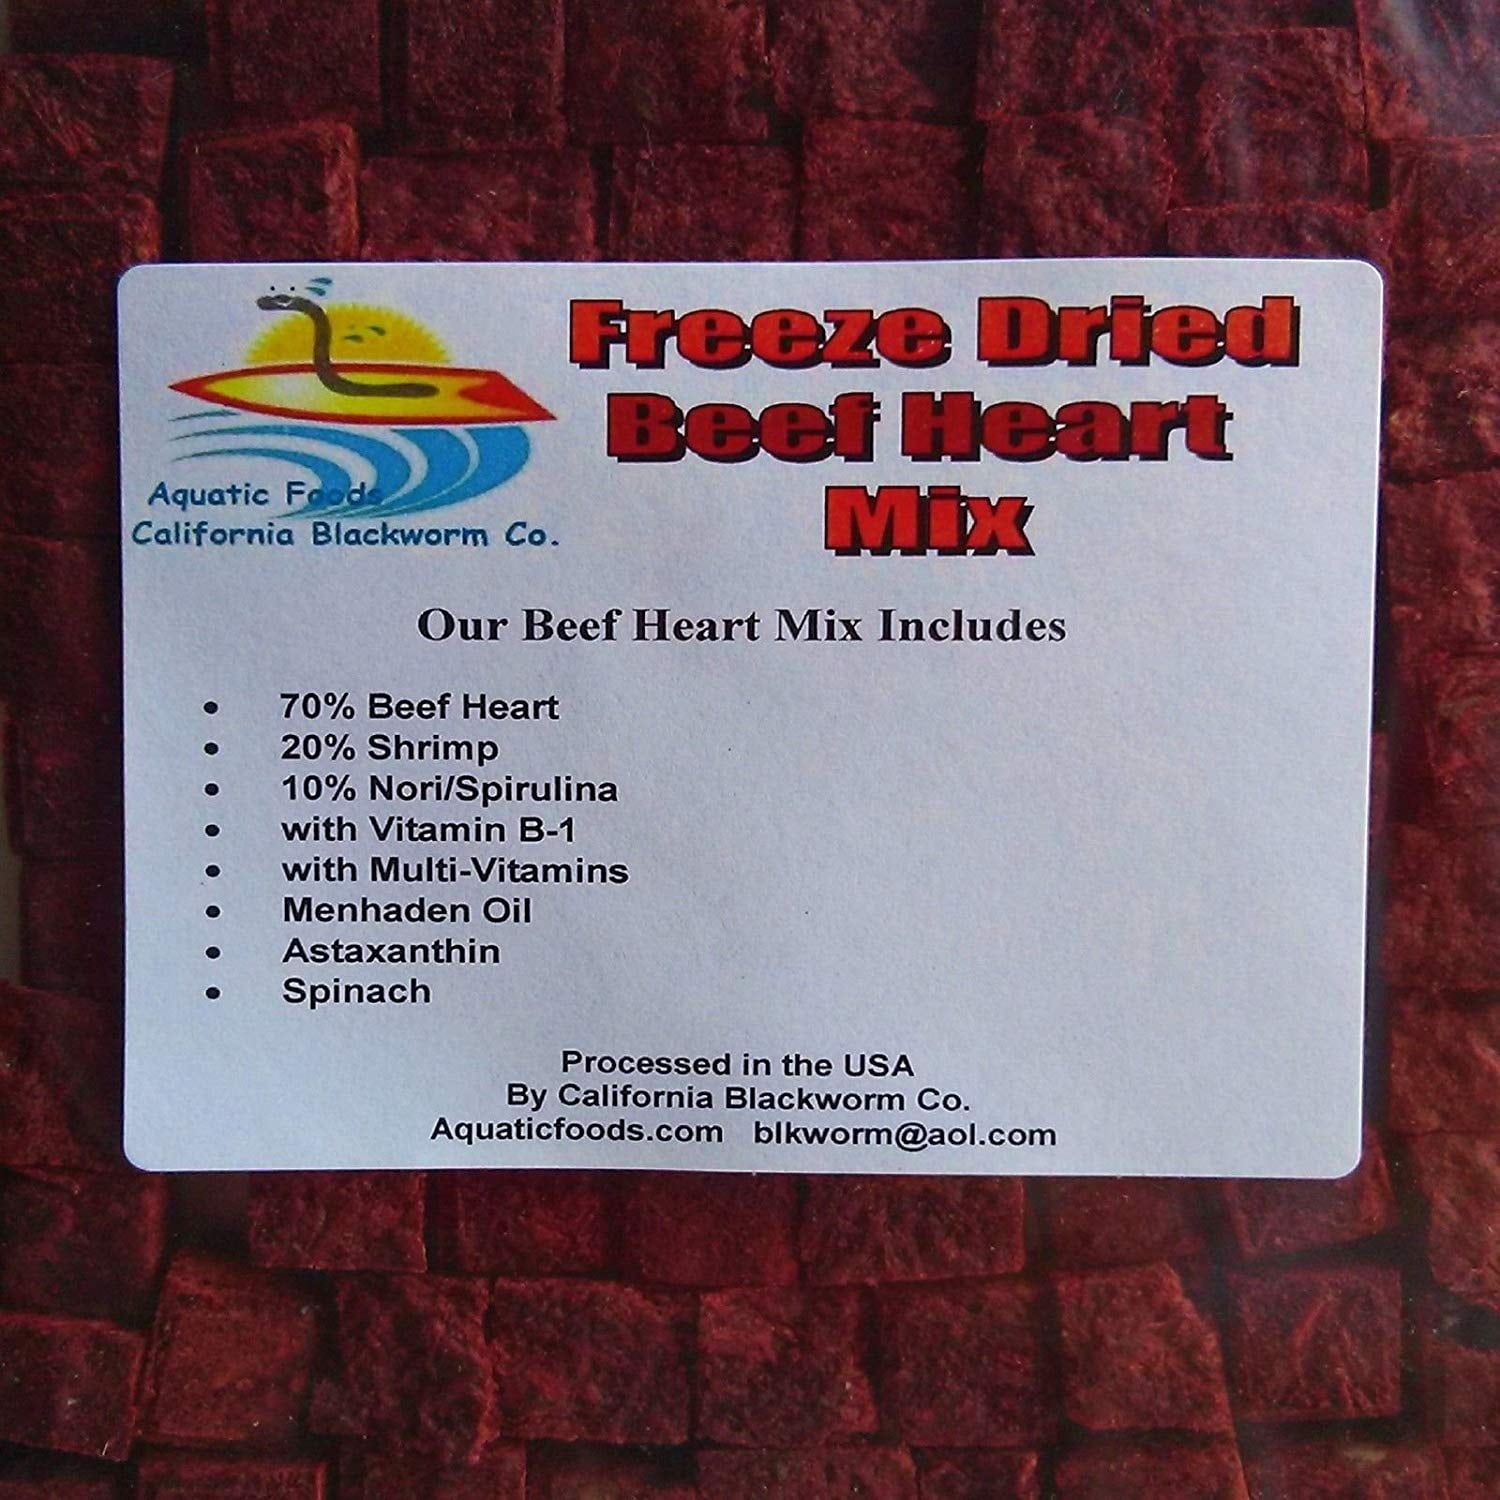 Freeze Dried
Beef Heart
Mix
Aquatic Foods
California Blackworm Co.
Our Beef Heart Mix Includes
• 70% Beef Heart
• 20% Shrimp
• 10% Nori/Spirulina
• with Vitamin B-1
• with Multi-Vitamins
• Menhaden Oil
• Astaxanthin
• Spinach
Processed in the USA
By California Blackworm Co.
Aquaticfoods.com blkworm@aol.com